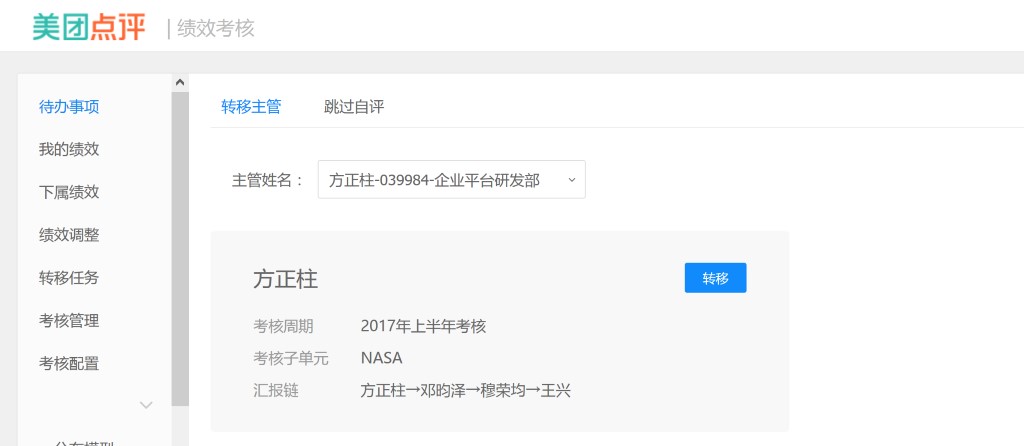 美团点评 | 绩效考核
待办事项
我的绩效
下属绩效
绩效调整
转移任务
考核管理
考核配置
分布模型
转移主管 跳过自评
主管姓名： 方正柱-039984-企业平台研发部
方正柱 转移
考核周期 2017年上半年考核
考核子单元 NASA
汇报链 方正柱→邓昀泽→穆荣均→王兴